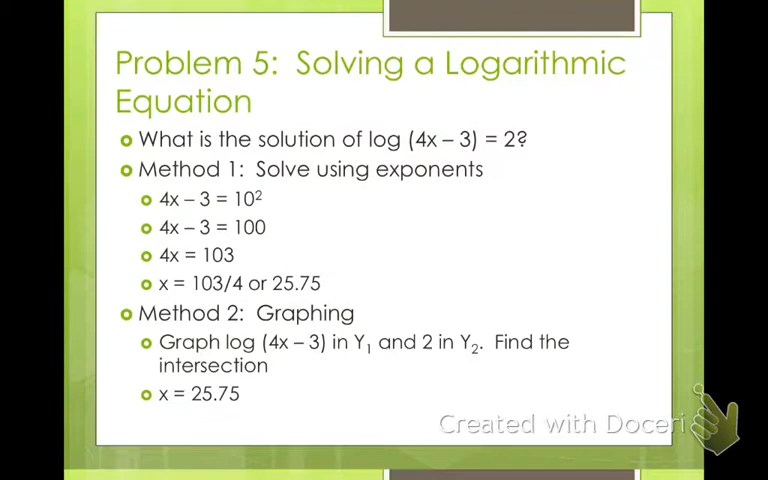 Problem 5: Solving a Logarithmic
Equation
What is the solution of log (4x – 3) = 2?
Method 1: Solve using exponents
4x – 3 = 10²
4x – 3 = 100
4x = 103
x = 103/4 or 25.75
Method 2: Graphing
Graph log (4x – 3) in Y₁ and 2 in Y₂. Find the
intersection
x = 25.75
Created with Doceri